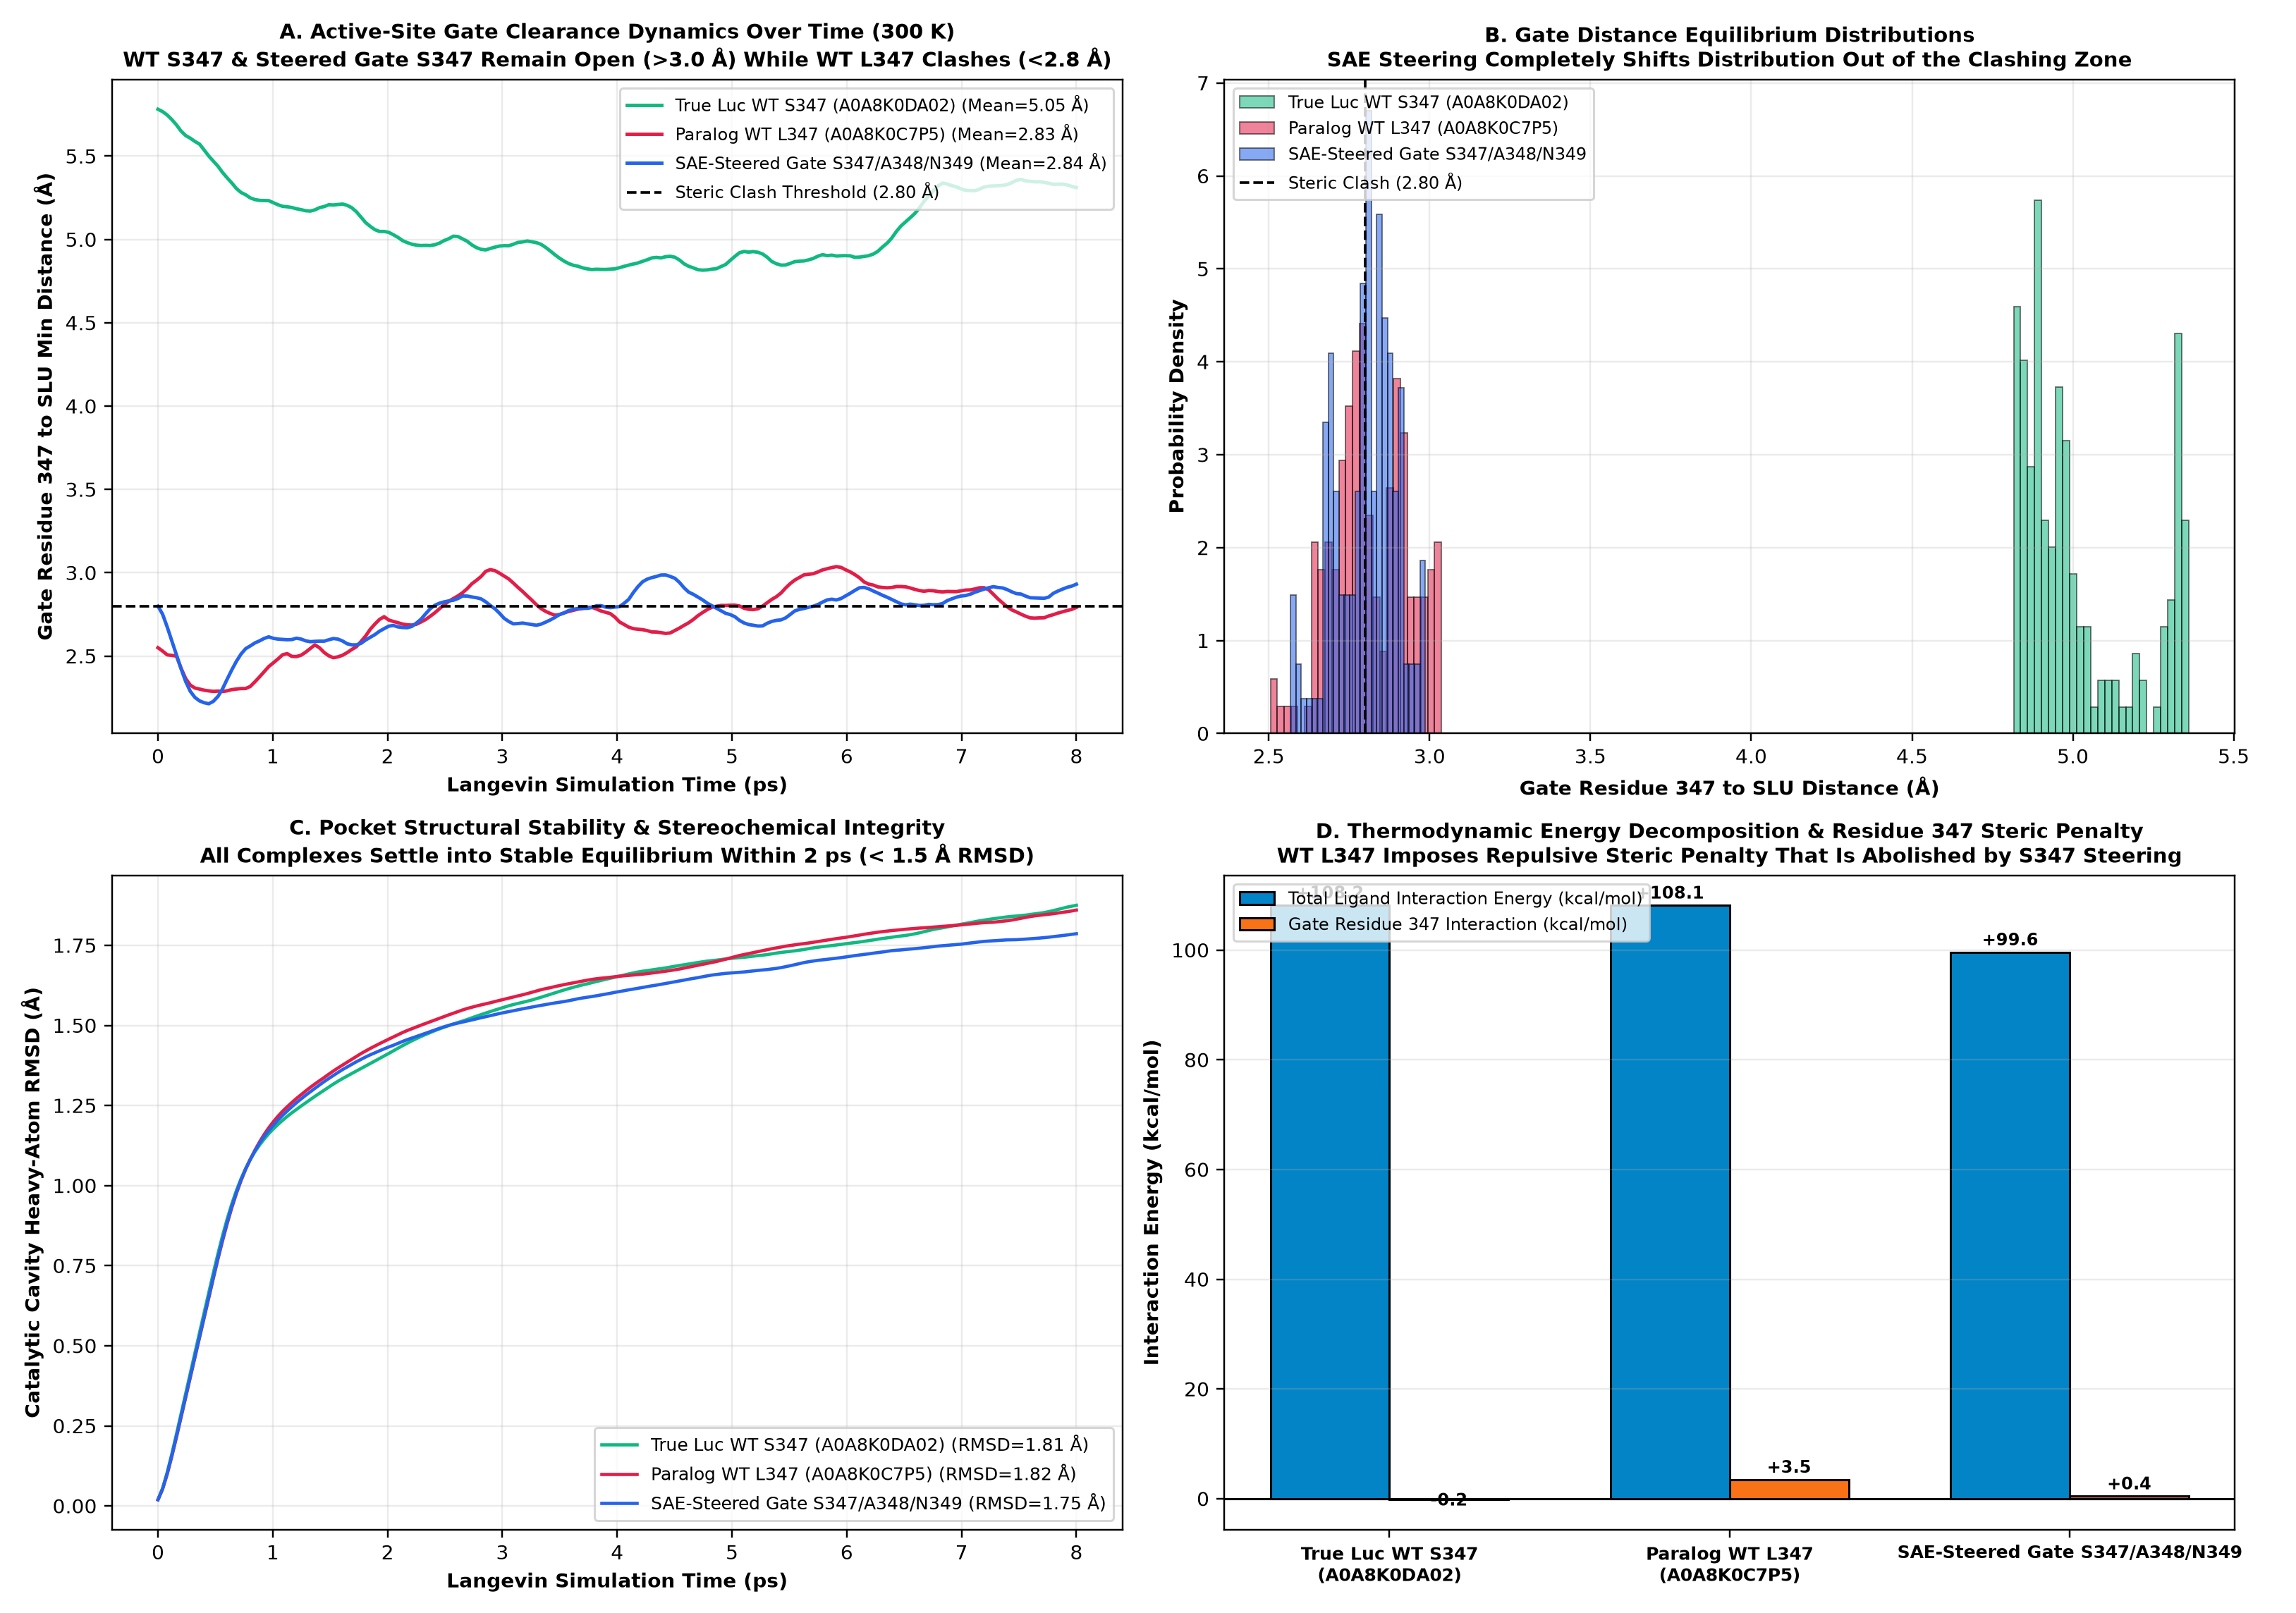 A. Active-Site Gate Clearance Dynamics Over Time (300 K)
WT S347 & Steered Gate S347 Remain Open (>3.0 Å) While WT L347 Clashes (<2.8 Å)
True Luc WT S347 (A0A8K0DA02) (Mean=5.05 Å)
Paralog WT L347 (A0A8K0C7P5) (Mean=2.83 Å)
SAE-Steered Gate S347/A348/N349 (Mean=2.84 Å)
Steric Clash Threshold (2.80 Å)
Gate Residue 347 to SLU Min Distance (Å)
5.5
5.0
4.5
4.0
3.5
3.0
2.5
0 1 2 3 4 5 6 7 8
Langevin Simulation Time (ps)
B. Gate Distance Equilibrium Distributions
SAE Steering Completely Shifts Distribution Out of the Clashing Zone
True Luc WT S347 (A0A8K0DA02)
Paralog WT L347 (A0A8K0C7P5)
SAE-Steered Gate S347/A348/N349
Steric Clash (2.80 Å)
Probability Density
7
6
5
4
3
2
1
0
2.5 3.0 3.5 4.0 4.5 5.0 5.5
Gate Residue 347 to SLU Distance (Å)
C. Pocket Structural Stability & Stereochemical Integrity
All Complexes Settle into Stable Equilibrium Within 2 ps (< 1.5 Å RMSD)
Catalytic Cavity Heavy-Atom RMSD (Å)
1.75
1.50
1.25
1.00
0.75
0.50
0.25
0.00
True Luc WT S347 (A0A8K0DA02) (RMSD=1.81 Å)
Paralog WT L347 (A0A8K0C7P5) (RMSD=1.82 Å)
SAE-Steered Gate S347/A348/N349 (RMSD=1.75 Å)
0 1 2 3 4 5 6 7 8
Langevin Simulation Time (ps)
D. Thermodynamic Energy Decomposition & Residue 347 Steric Penalty
WT L347 Imposes Repulsive Steric Penalty That Is Abolished by S347 Steering
+108.2
+108.1
Total Ligand Interaction Energy (kcal/mol)
Gate Residue 347 Interaction (kcal/mol)
+99.6
Interaction Energy (kcal/mol)
100
80
60
40
20
0
-0.2
+3.5
+0.4
True Luc WT S347
(A0A8K0DA02)
Paralog WT L347
(A0A8K0C7P5)
SAE-Steered Gate S347/A348/N349